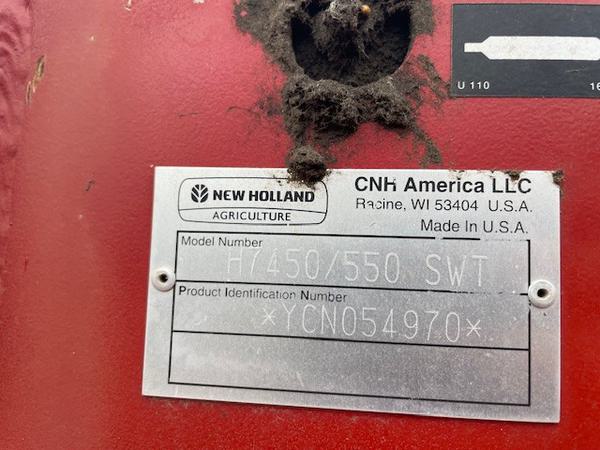 U 110
16
NEW HOLLAND
AGRICULTURE
CNH America LLC
Racine, WI 53404 U.S.A.
Made In U.S.A.
Model Number
H7450/550 SWT
Product Identification Number
*YCN054970*